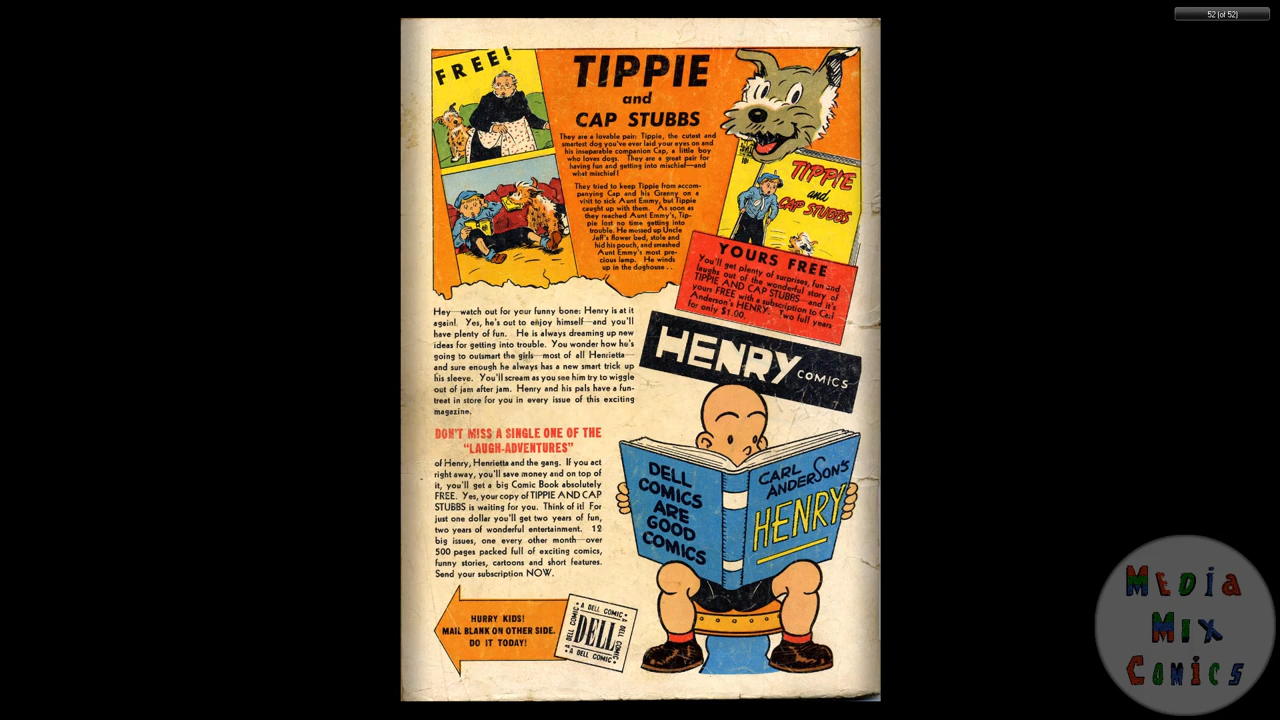 52 (of 52)
FREE!
TIPPIE
and
CAP STUBBS
They are a lovable pair: Tippie, the cutest and
smartest dog you've ever laid your eyes on and
his inseparable companion Cap, a little boy
who loves dogs. They are a great pair for
having fun and getting into mischief—and
what mischief!
They tried to keep Tippie from accom-
panying Cap and his Granny on a
visit to sick Aunt Emmy, but Tippie
caught up with them. As soon as
they reached Aunt Emmy's, Tip-
pie lost no time getting into
trouble. He messed up Uncle
Jeff's flower bed, stole and
hid his pouch, and smashed
Aunt Emmy's most pre-
cious lamp. He winds
up in the doghouse . .
10¢
TIPPIE
and
CAP STUBBS
YOURS FREE
You'll get plenty of surprises, fun and
laughs out of the wonderful story of
TIPPIE AND CAP STUBBS—and it's
yours FREE with a subscription to Carl
Anderson's HENRY. Two full years
for only $1.00.
Hey—watch out for your funny bone: Henry is at it
again! Yes, he's out to enjoy himself—and you'll
have plenty of fun. He is always dreaming up new
ideas for getting into trouble. You wonder how he's
going to outsmart the girls—most of all Henrietta—
and sure enough he always has a new smart trick up
his sleeve. You'll scream as you see him try to wiggle
out of jam after jam. Henry and his pals have a fun-
treat in store for you in every issue of this exciting
magazine.
HENRY COMICS
DON'T MISS A SINGLE ONE OF THE
"LAUGH-ADVENTURES"
of Henry, Henrietta and the gang. If you act
right away, you'll save money and on top of
it, you'll get a big Comic Book absolutely
FREE. Yes, your copy of TIPPIE AND CAP
STUBBS is waiting for you. Think of it! For
just one dollar you'll get two years of fun,
two years of wonderful entertainment. 12
big issues, one every other month—over
500 pages packed full of exciting comics,
funny stories, cartoons and short features.
Send your subscription NOW.
DELL
COMICS
ARE
GOOD
COMICS
CARL
ANDERSON'S
HENRY
HURRY KIDS!
MAIL BLANK ON OTHER SIDE.
DO IT TODAY!
A DELL COMIC
A DELL COMIC
DELL
A DELL COMIC
A DELL COMIC
MEDIA
MIX
COMICS